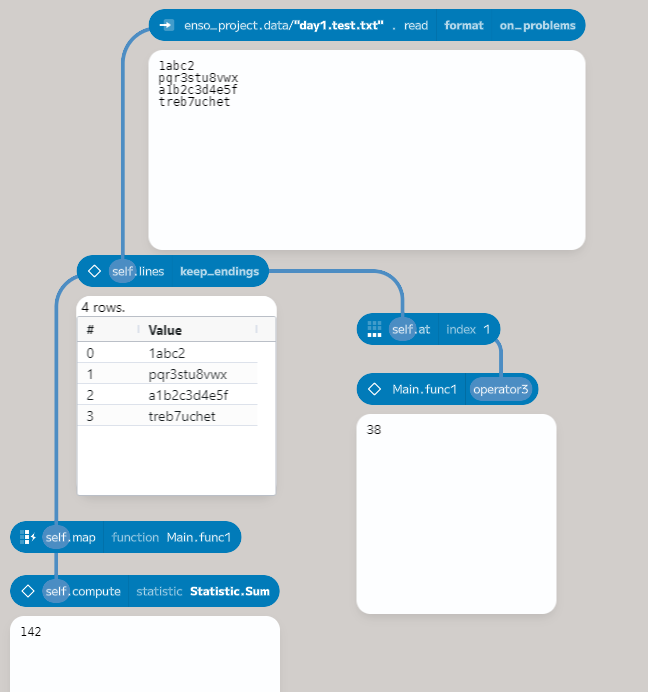 enso_project.data/"day1.test.txt" . read format on_problems
1abc2
pqr3stu8vwx
a1b2c3d4e5f
treb7uchet
self.lines keep_endings
4 rows.
# Value
0 1abc2
1 pqr3stu8vwx
2 a1b2c3d4e5f
3 treb7uchet
self.at index 1
Main.func1 operator3
38
self.map function Main.func1
self.compute statistic Statistic.Sum
142